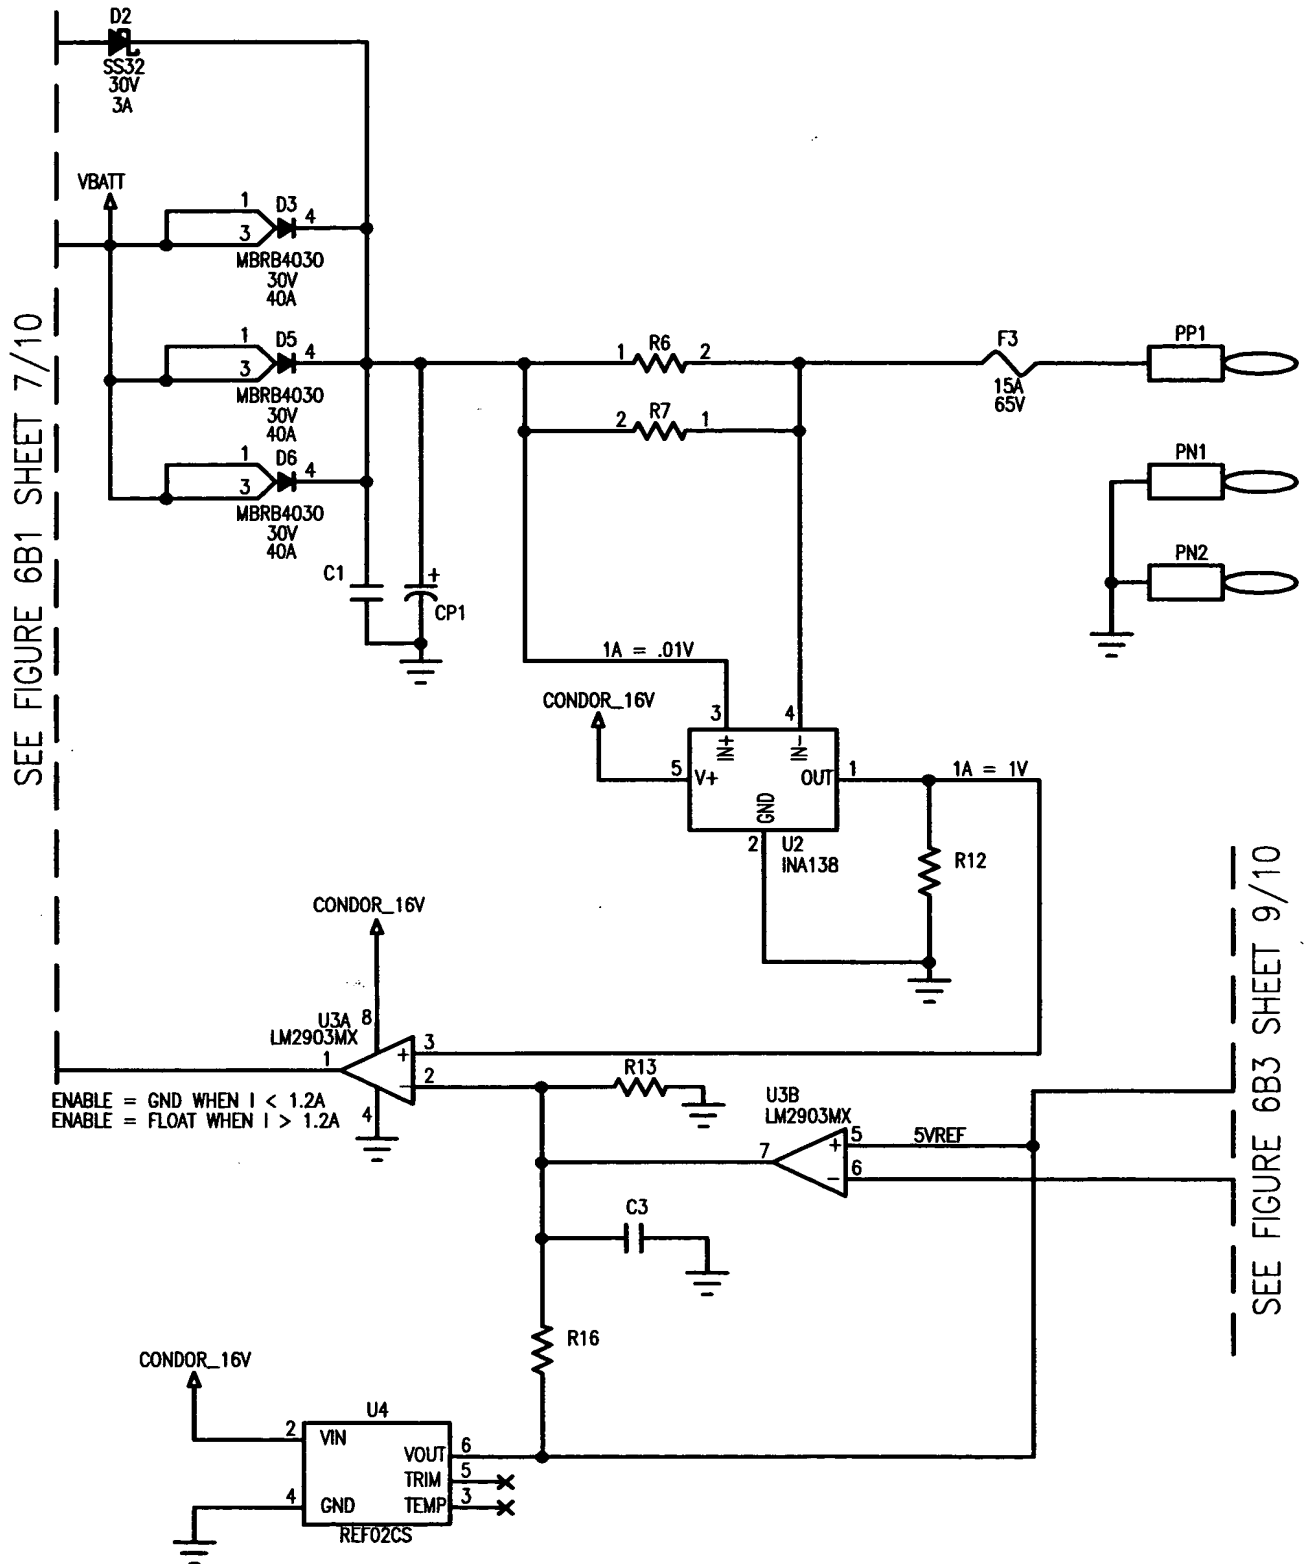 D2
SS32
30V
3A
VBATT
1
D3
4
3
MBRB4030
30V
40A
1
D5
4
3
MBRB4030
30V
40A
1
D6
4
3
MBRB4030
30V
40A
SEE FIGURE 6B1 SHEET 7/10
1
R6
2
2
R7
1
F3
15A
65V
PP1
PN1
PN2
C1
+
CP1
1A = .01V
CONDOR_16V
3
4
IN+
IN-
5
V+
OUT
1
1A = 1V
GND
2
U2
INA138
R12
CONDOR_16V
U3A
8
LM2903MX
1
+
3
-
2
4
ENABLE = GND WHEN I < 1.2A
ENABLE = FLOAT WHEN I > 1.2A
R13
U3B
LM2903MX
7
+
5
5VREF
-
6
SEE FIGURE 6B3 SHEET 9/10
C3
R16
CONDOR_16V
U4
2
VIN
VOUT
6
TRIM
5
4
GND
TEMP
3
REF02CS